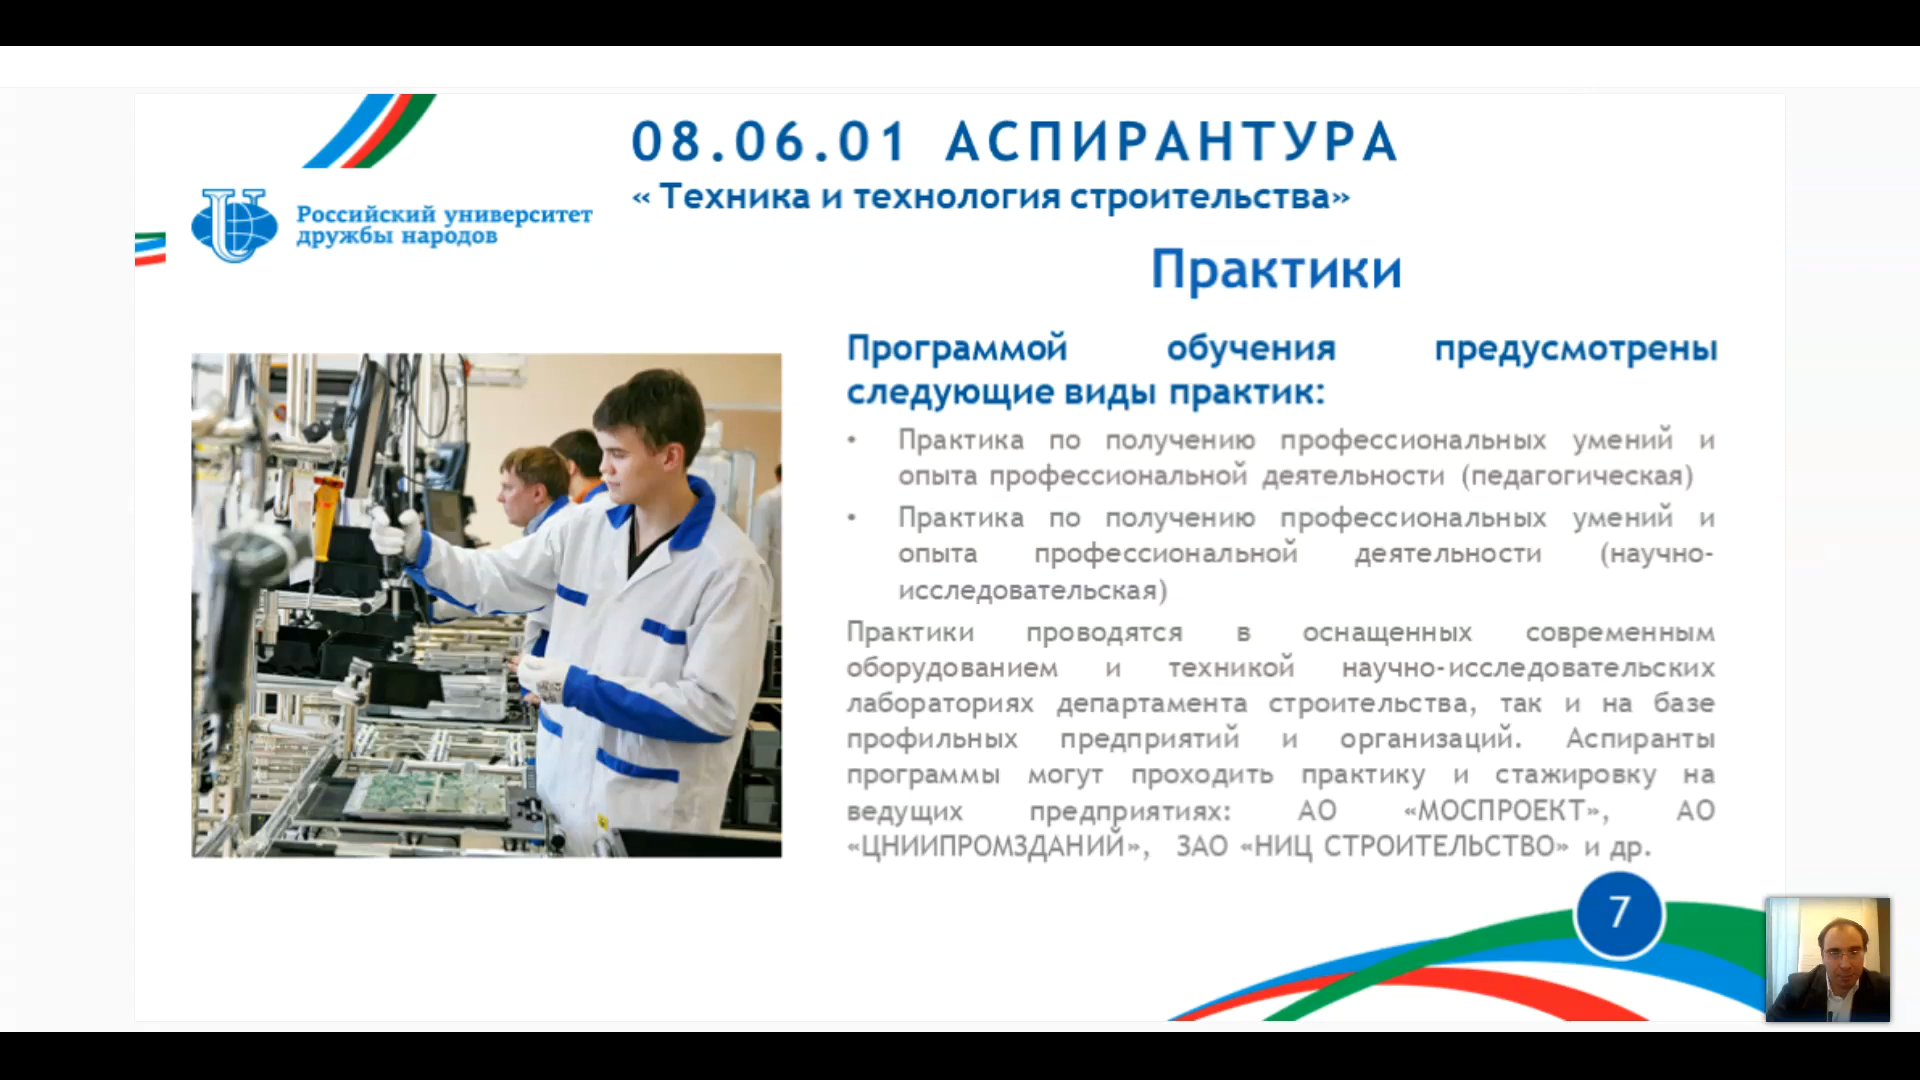 08.06.01 АСПИРАНТУРА
« Техника и технология строительства»
Российский университет
дружбы народов
Практики
Программой обучения предусмотрены
следующие виды практик:
• Практика по получению профессиональных умений и
опыта профессиональной деятельности (педагогическая)
• Практика по получению профессиональных умений и
опыта профессиональной деятельности (научно-
исследовательская)
Практики проводятся в оснащенных современным
оборудованием и техникой научно-исследовательских
лабораториях департамента строительства, так и на базе
профильных предприятий и организаций. Аспиранты
программы могут проходить практику и стажировку на
ведущих предприятиях: АО «МОСПРОЕКТ», АО
«ЦНИИПРОМЗДАНИЙ», ЗАО «НИЦ СТРОИТЕЛЬСТВО» и др.
7